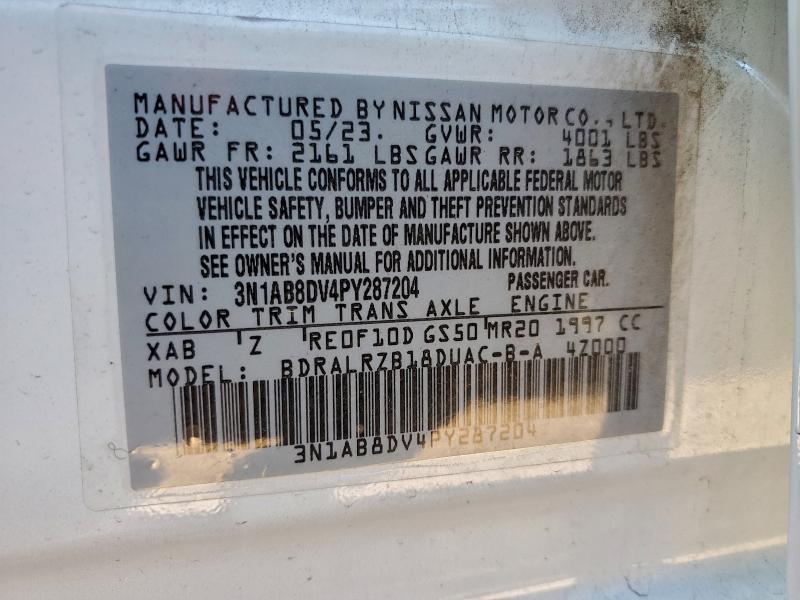 MANUFACTURED BY NISSAN MOTOR CO., LTD.
DATE: 05/23. GVWR: 4001 LBS
GAWR FR: 2161 LBS GAWR RR: 1863 LBS
THIS VEHICLE CONFORMS TO ALL APPLICABLE FEDERAL MOTOR
VEHICLE SAFETY, BUMPER AND THEFT PREVENTION STANDARDS
IN EFFECT ON THE DATE OF MANUFACTURE SHOWN ABOVE.
SEE OWNER'S MANUAL FOR ADDITIONAL INFORMATION.
VIN: 3N1AB8DV4PY287204 PASSENGER CAR.
COLOR TRIM TRANS AXLE ENGINE
XAB Z RE0F10D GS50 MR20 1997 CC
MODEL: BDRALRZB18DUAC-B-A 4Z000
3N1AB8DV4PY287204